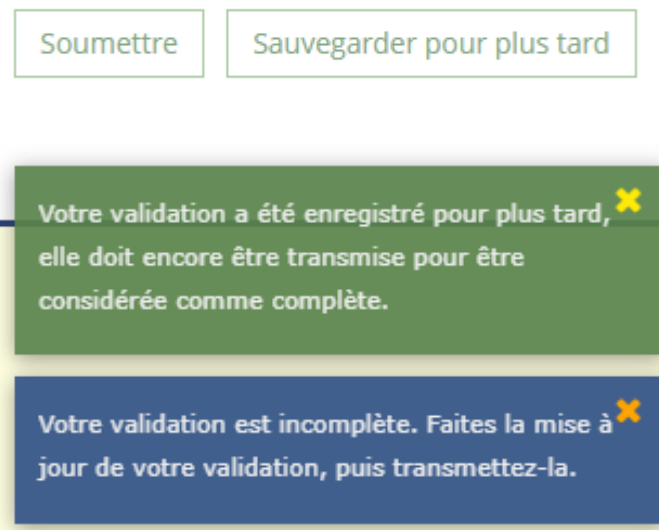 Soumettre Sauvegarder pour plus tard
Votre validation a été enregistré pour plus tard,
elle doit encore être transmise pour être
considérée comme complète.
Votre validation est incomplète. Faites la mise à
jour de votre validation, puis transmettez-la.